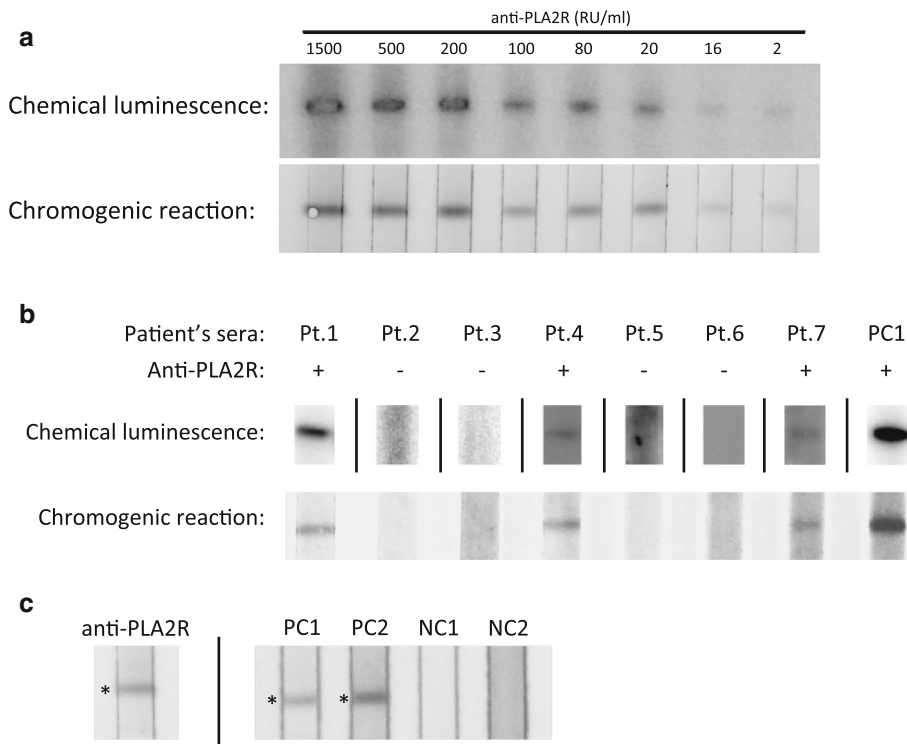 a
anti-PLA2R (RU/ml)
1500 500 200 100 80 20 16 2
Chemical luminescence:
Chromogenic reaction:
b
Patient's sera: Pt.1 Pt.2 Pt.3 Pt.4 Pt.5 Pt.6 Pt.7 PC1
Anti-PLA2R: + - - + - - + +
Chemical luminescence:
Chromogenic reaction:
c
anti-PLA2R PC1 PC2 NC1 NC2
* * *